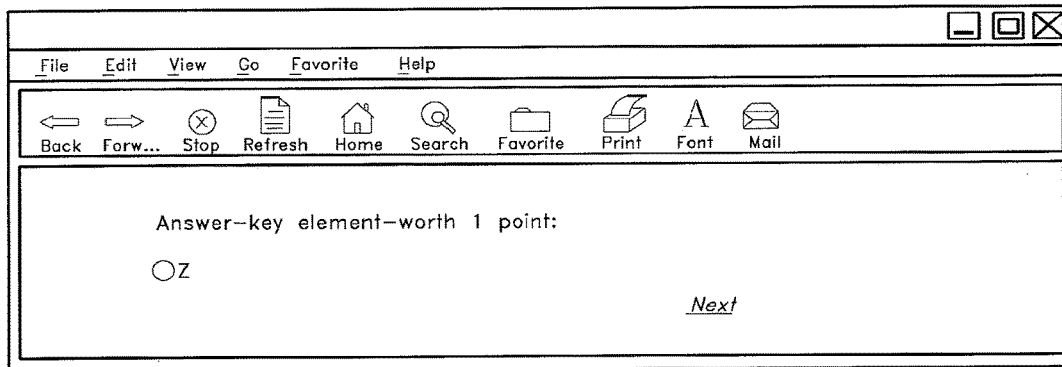 File Edit View Go Favorite Help
Back Forw... Stop Refresh Home Search Favorite Print Font Mail
Answer-key element-worth 1 point:
Z
Next